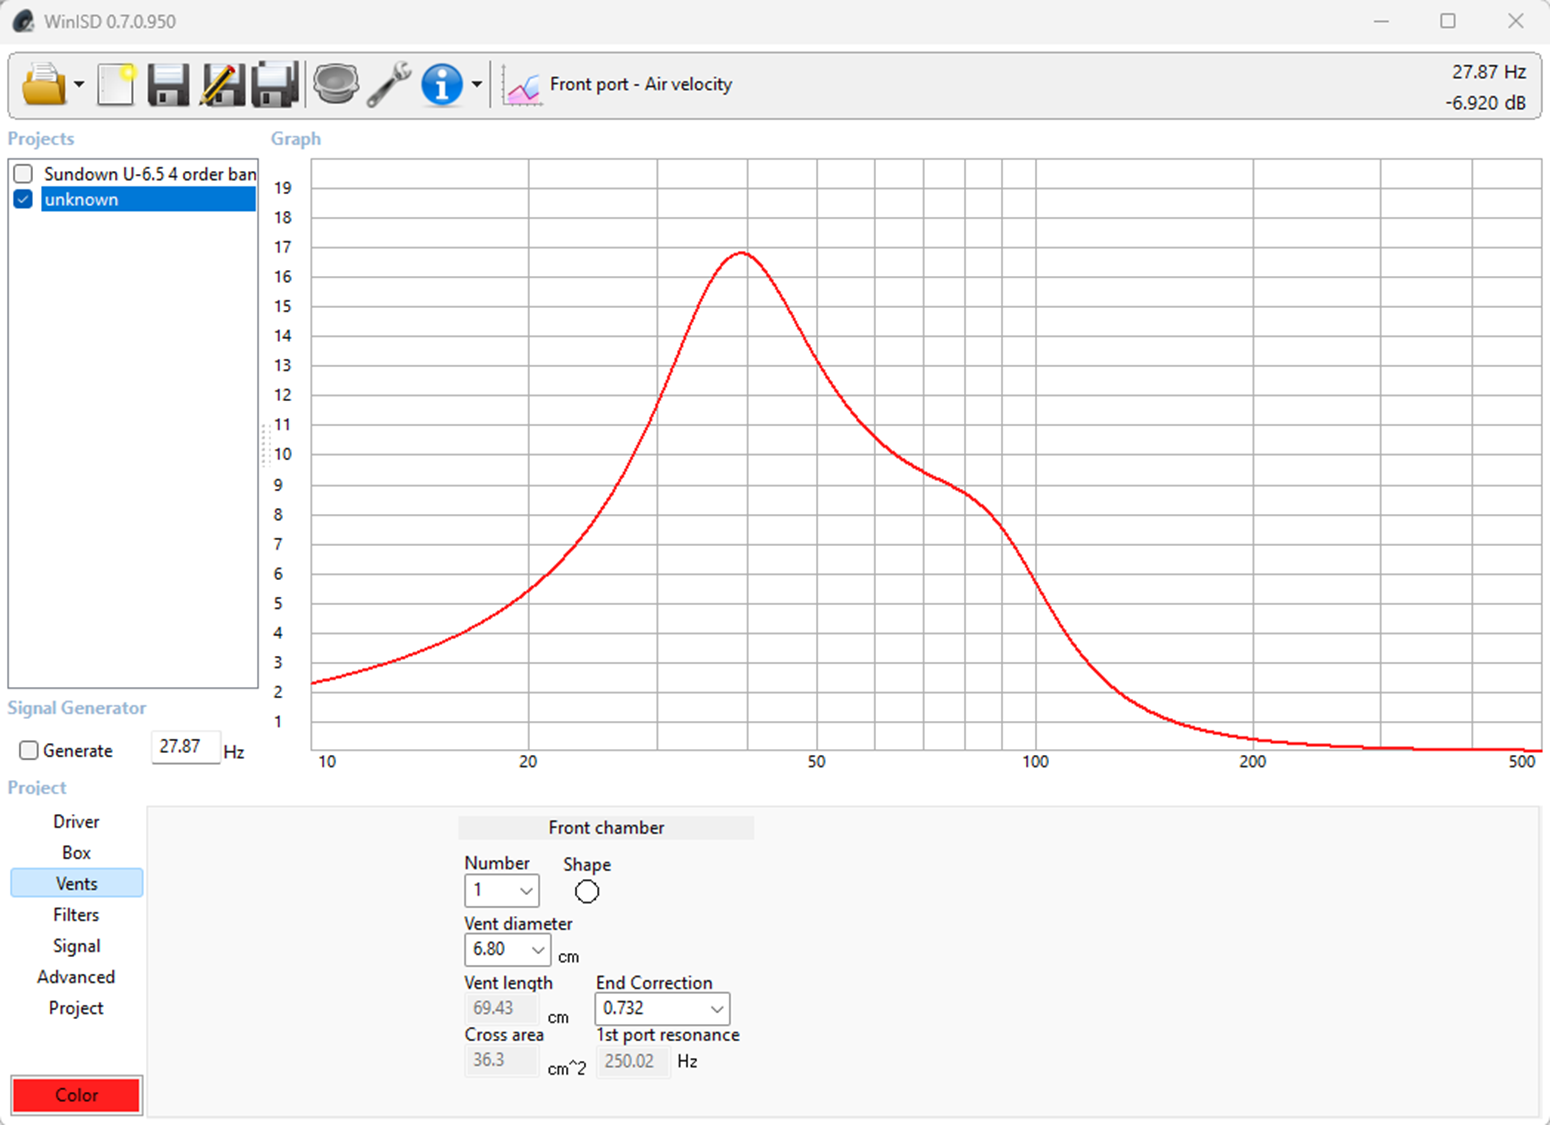 WinISD 0.7.0.950
Front port - Air velocity
27.87 Hz
-6.920 dB
Projects
Graph
Sundown U-6.5 4 order ban
unknown
19
18
17
16
15
14
13
12
11
10
9
8
7
6
5
4
3
2
1
10 20 50 100 200 500
Signal Generator
Generate 27.87 Hz
Project
Driver
Box
Vents
Filters
Signal
Advanced
Project
Color
Front chamber
Number Shape
1
Vent diameter
6.80 cm
Vent length End Correction
69.43 cm 0.732
Cross area 1st port resonance
36.3 cm^2 250.02 Hz